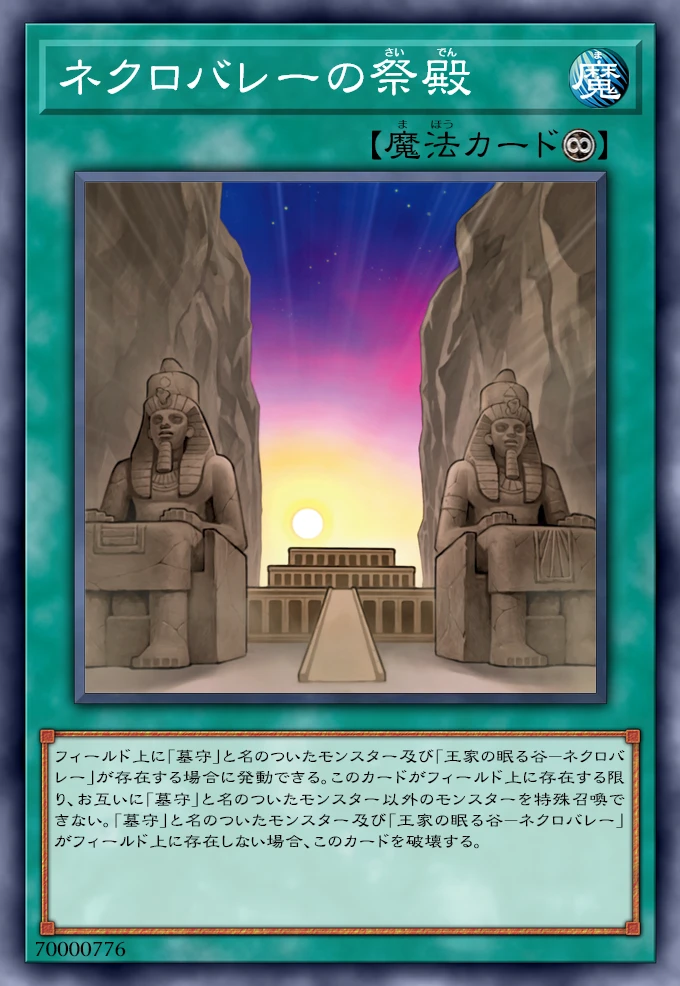 ネクロバレーの祭殿
さい でん
魔
ま
【魔法カード】
ま ほう
フィールド上に「墓守」と名のついたモンスター及び「王家の眠る谷－ネクロバ
レー」が存在する場合に発動できる。このカードがフィールド上に存在する限
り、お互いに「墓守」と名のついたモンスター以外のモンスターを特殊召喚で
きない。「墓守」と名のついたモンスター及び「王家の眠る谷－ネクロバレー」
がフィールド上に存在しない場合、このカードを破壊する。
70000776